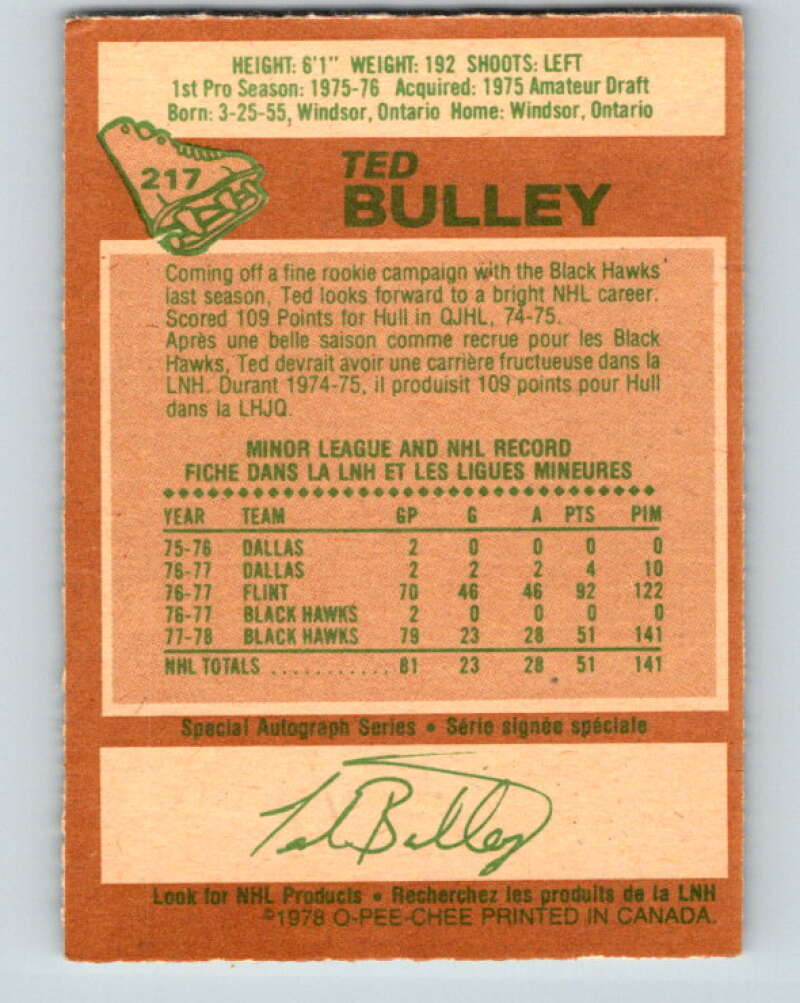 HEIGHT: 6'1" WEIGHT: 192 SHOOTS: LEFT
1st Pro Season: 1975-76 Acquired: 1975 Amateur Draft
Born: 3-25-55, Windsor, Ontario Home: Windsor, Ontario
217
TED
BULLEY
Coming off a fine rookie campaign with the Black Hawks
last season, Ted looks forward to a bright NHL career.
Scored 109 Points for Hull in QJHL, 74-75.
Après une belle saison comme recrue pour les Black
Hawks, Ted devrait avoir une carrière fructueuse dans la
LNH. Durant 1974-75, il produisit 109 points pour Hull
dans la LHJQ.
MINOR LEAGUE AND NHL RECORD
FICHE DANS LA LNH ET LES LIGUES MINEURES
YEAR TEAM GP G A PTS PIM
75-76 DALLAS 2 0 0 0 0
76-77 DALLAS 2 2 2 4 10
76-77 FLINT 70 46 46 92 122
76-77 BLACK HAWKS 2 0 0 0 0
77-78 BLACK HAWKS 79 23 28 51 141
NHL TOTALS ............ 81 23 28 51 141
Special Autograph Series • Série signée spéciale
Ted Bulley
Look for NHL Products • Recherchez les produits de la LNH
©1978 O-PEE-CHEE PRINTED IN CANADA.